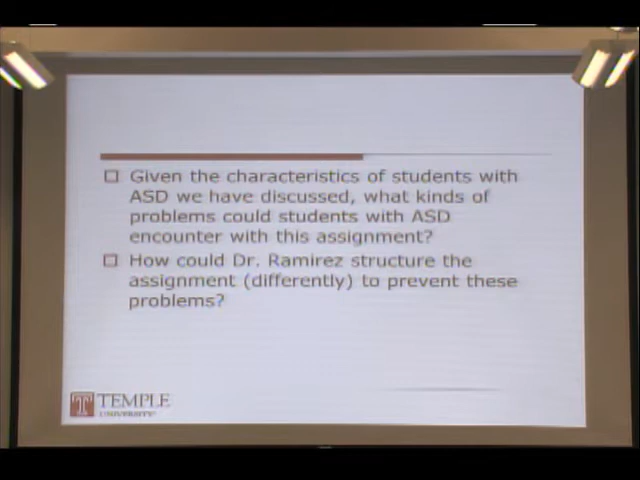 Given the characteristics of students with
ASD we have discussed, what kinds of
problems could students with ASD
encounter with this assignment?
How could Dr. Ramirez structure the
assignment (differently) to prevent these
problems?
TEMPLE
UNIVERSITY